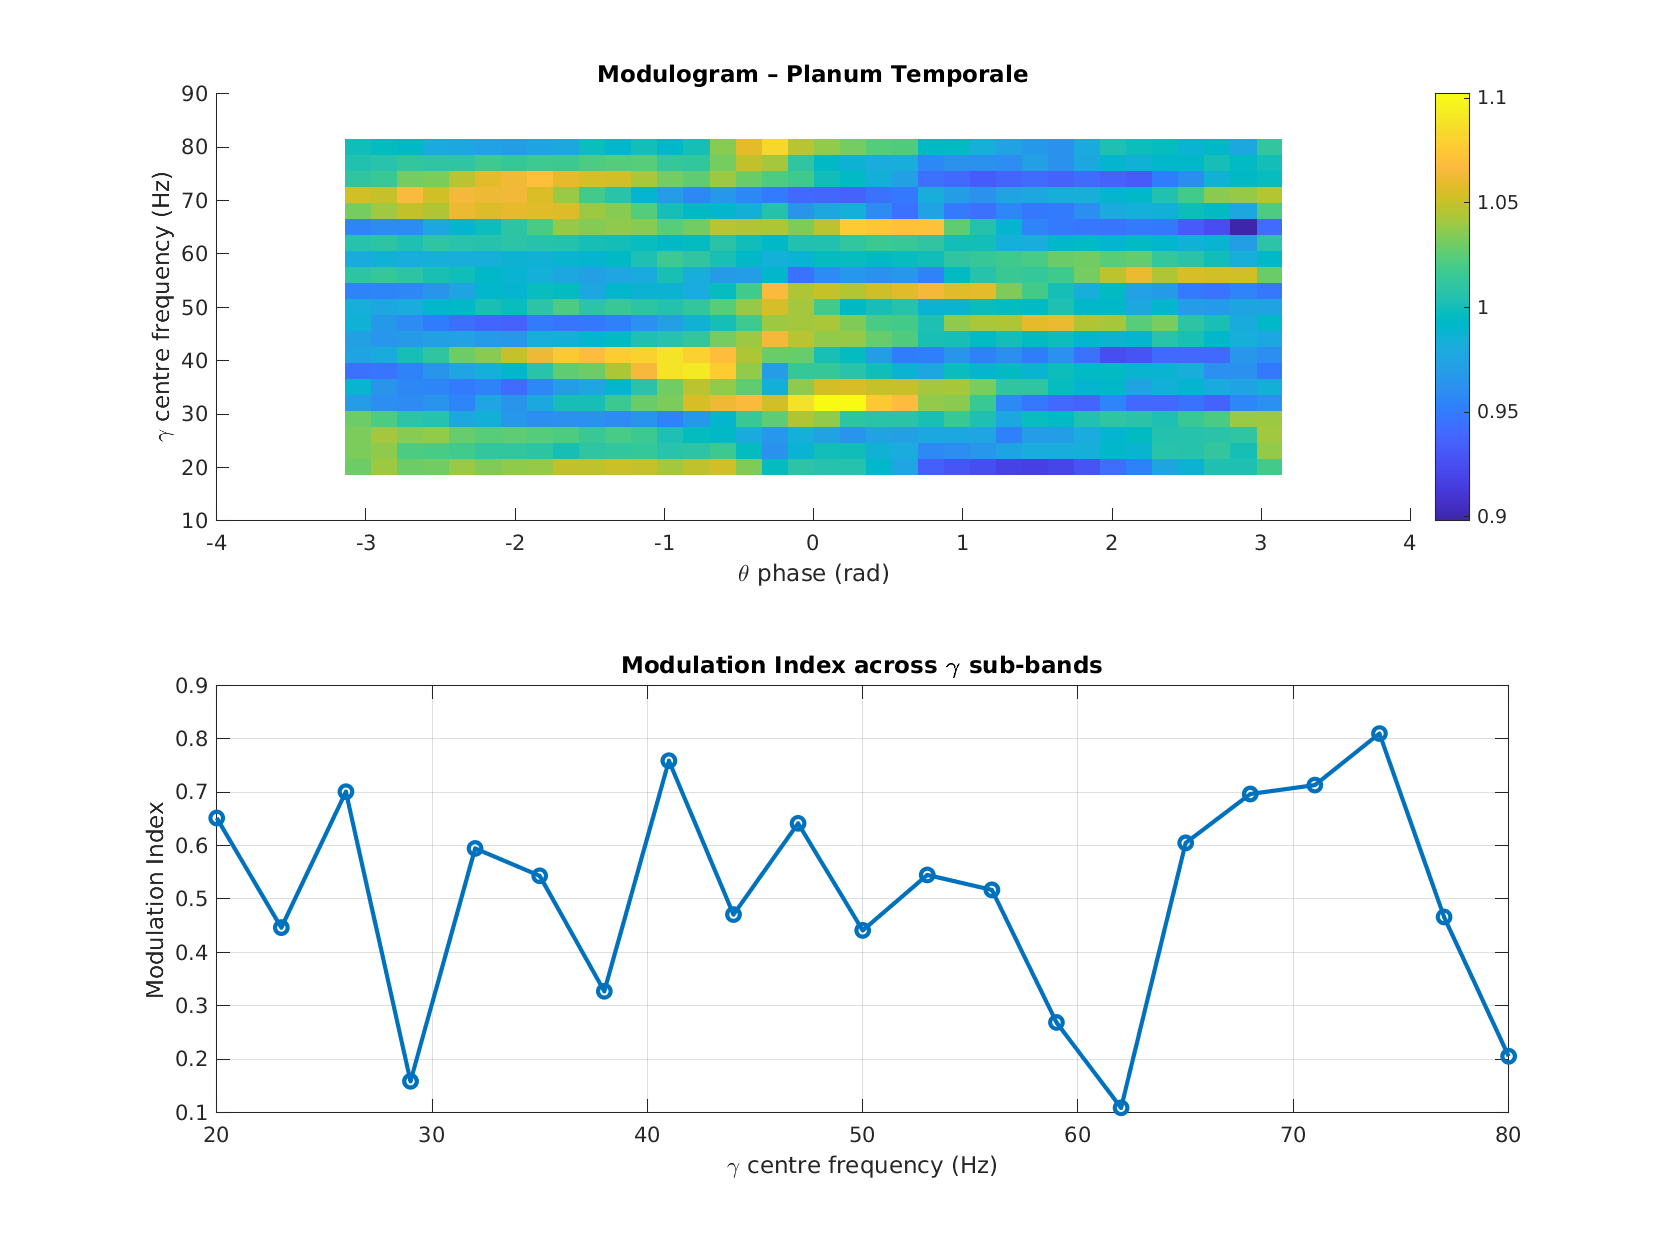 Modulogram – Planum Temporale
90
80
70
60
50
40
30
20
10
γ centre frequency (Hz)
-4 -3 -2 -1 0 1 2 3 4
θ phase (rad)
1.1
1.05
1
0.95
0.9
Modulation Index across γ sub-bands
0.9
0.8
0.7
0.6
0.5
0.4
0.3
0.2
0.1
Modulation Index
20 30 40 50 60 70 80
γ centre frequency (Hz)